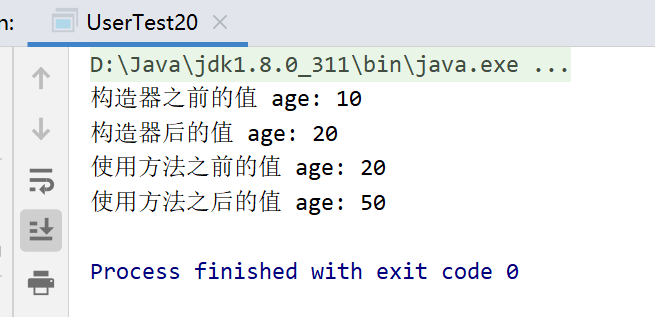 n: UserTest20
D:\Java\jdk1.8.0_311\bin\java.exe ...
构造器之前的值 age: 10
构造器后的值 age: 20
使用方法之前的值 age: 20
使用方法之后的值 age: 50
Process finished with exit code 0